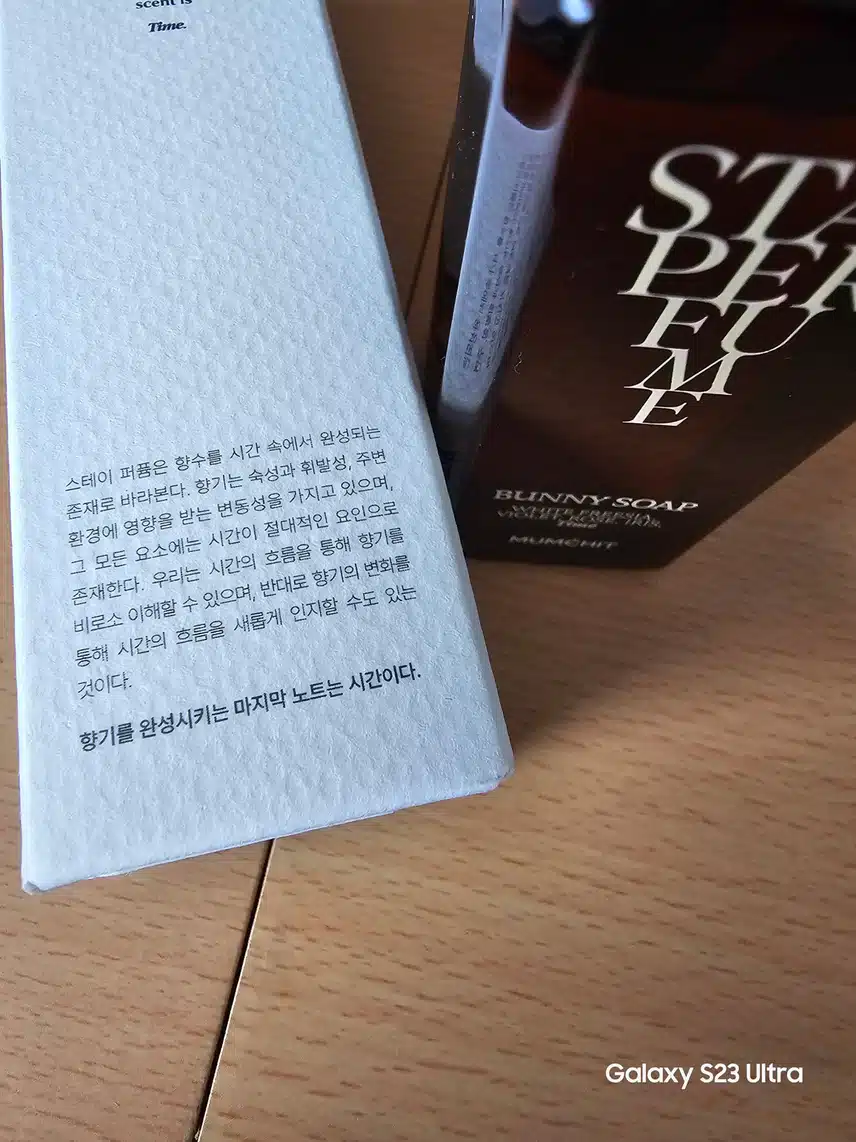 scent is
Time.
스테이 퍼퓸은 향수를 시간 속에서 완성되는
존재로 바라본다. 향기는 숙성과 휘발성, 주변
환경에 영향을 받는 변동성을 가지고 있으며,
그 모든 요소에는 시간이 절대적인 요인으로
존재한다. 우리는 시간의 흐름을 통해 향기를
비로소 이해할 수 있으며, 반대로 향기의 변화를
통해 시간의 흐름을 새롭게 인지할 수도 있는
것이다.
향기를 완성시키는 마지막 노트는 시간이다.
STA
PER
FU
M
E
BUNNY SOAP
WHITE FREESIA,
VIOLET, ROSE, IRIS,
Time
MUMCHIT
Galaxy S23 Ultra